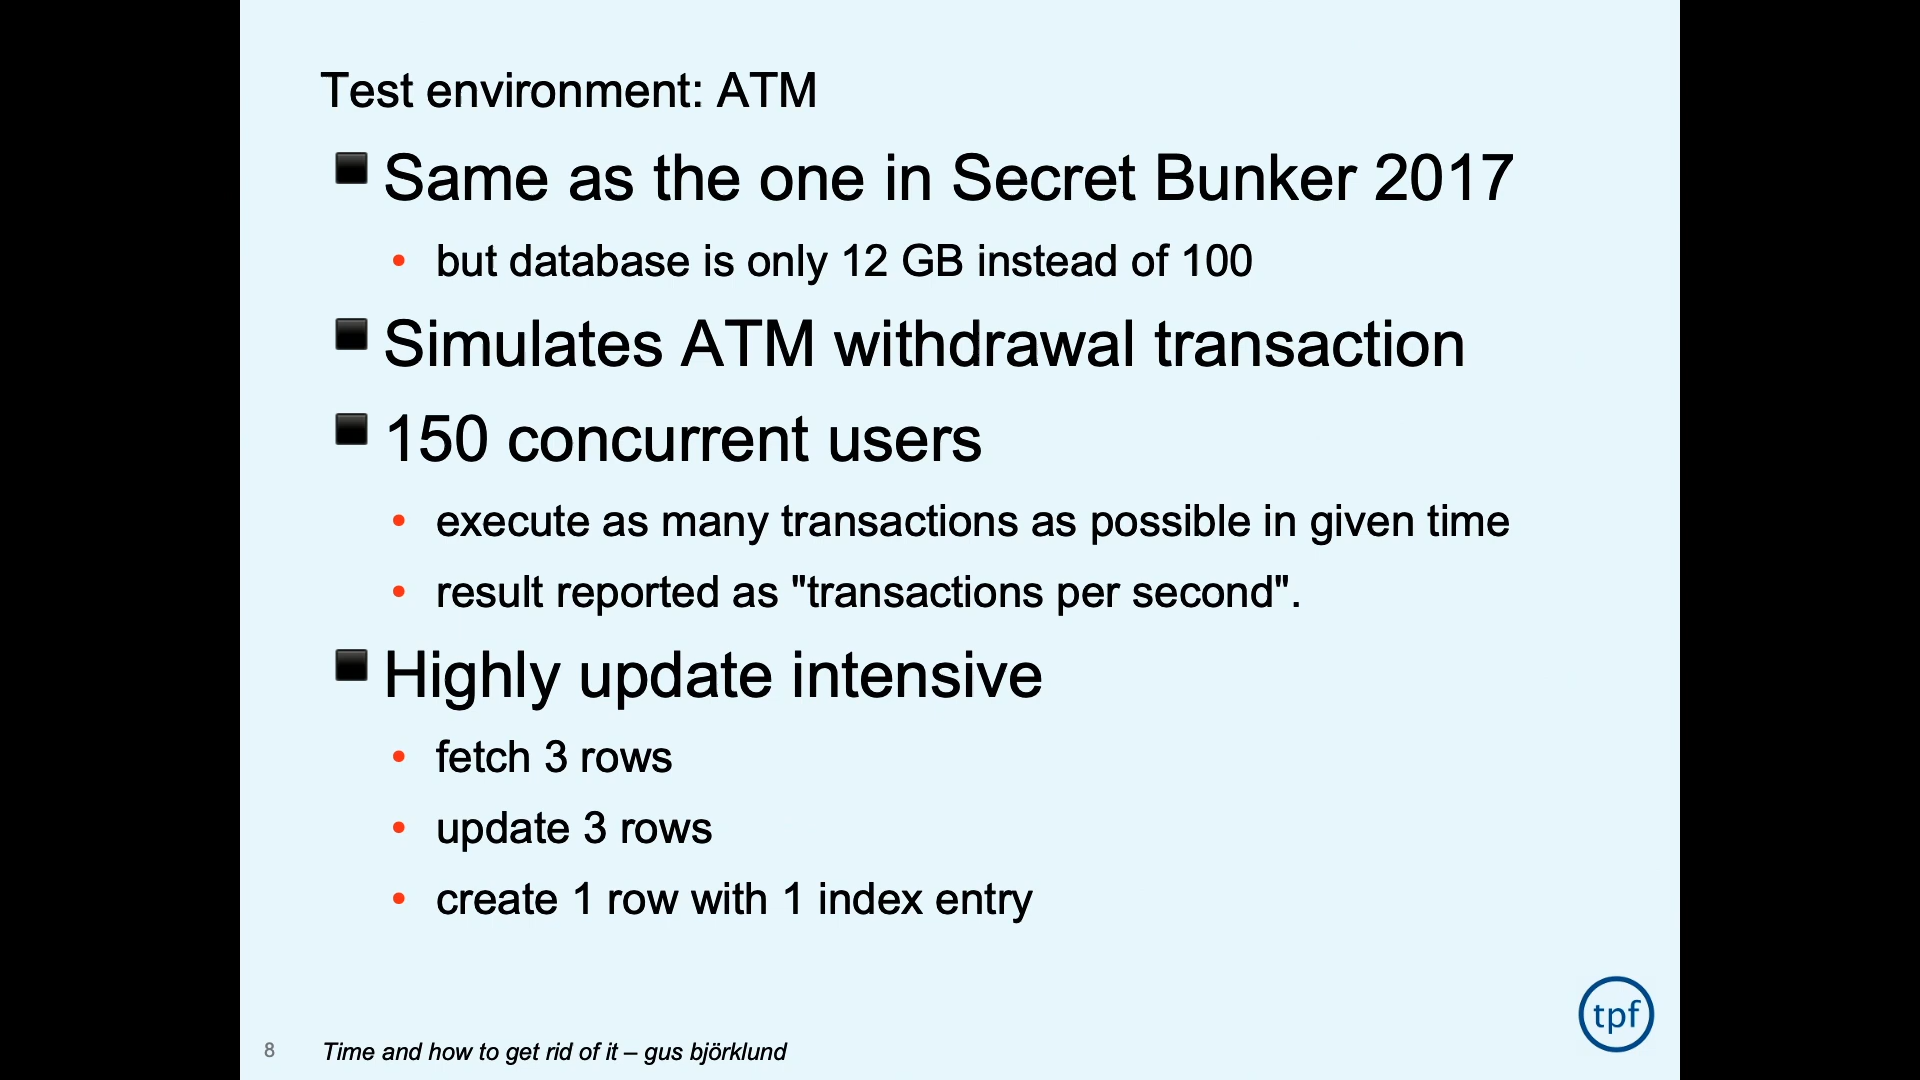 Test environment: ATM
Same as the one in Secret Bunker 2017
but database is only 12 GB instead of 100
Simulates ATM withdrawal transaction
150 concurrent users
execute as many transactions as possible in given time
result reported as "transactions per second".
Highly update intensive
fetch 3 rows
update 3 rows
create 1 row with 1 index entry
tpf
8 Time and how to get rid of it – gus björklund